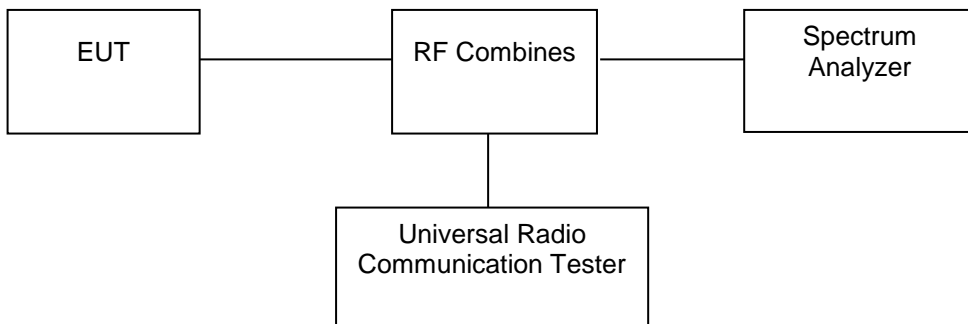 EUT
RF Combines
Spectrum
Analyzer
Universal Radio
Communication Tester